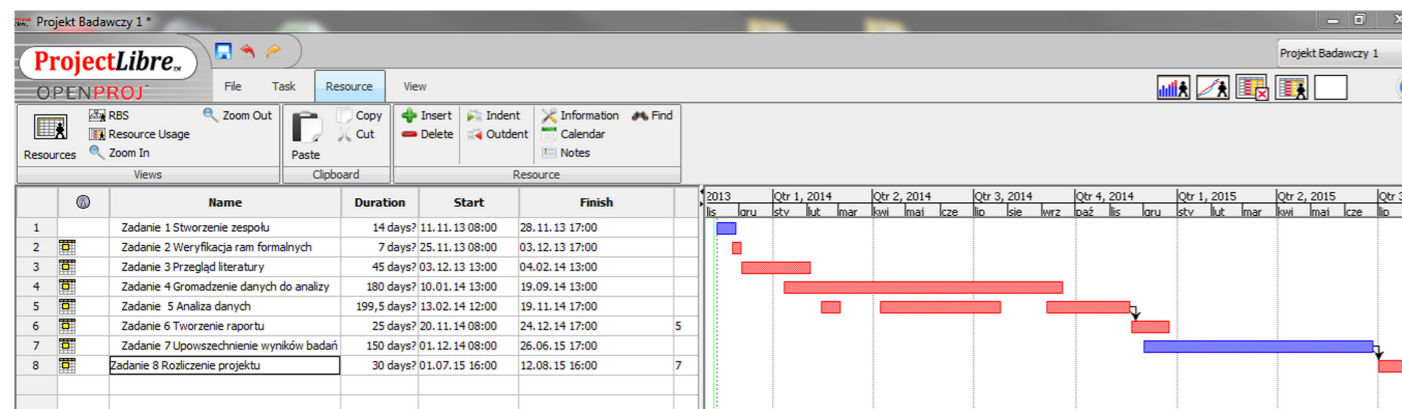 Projekt Badawczy 1 *
ProjectLibre™
OPENPROJ
Projekt Badawczy 1
File Task Resource View
RBS Zoom Out Copy Insert Indent Information Find
Resource Usage Cut Delete Outdent Calendar
Resources Zoom In Paste Notes
Views Clipboard Resource
Name Duration Start Finish
2013 Qtr 1, 2014 Qtr 2, 2014 Qtr 3, 2014 Qtr 4, 2014 Qtr 1, 2015 Qtr 2, 2015 Qtr 3
lis gru sty lut mar kwi maj cze lip sie wrz paź lis gru sty lut mar kwi maj cze lip
1 Zadanie 1 Stworzenie zespołu 14 days? 11.11.13 08:00 28.11.13 17:00
2 Zadanie 2 Weryfikacja ram formalnych 7 days? 25.11.13 08:00 03.12.13 17:00
3 Zadanie 3 Przegląd literatury 45 days? 03.12.13 13:00 04.02.14 13:00
4 Zadanie 4 Gromadzenie danych do analizy 180 days? 10.01.14 13:00 19.09.14 13:00
5 Zadanie 5 Analiza danych 199,5 days? 13.02.14 12:00 19.11.14 17:00
6 Zadanie 6 Tworzenie raportu 25 days? 20.11.14 08:00 24.12.14 17:00 5
7 Zadanie 7 Upowszechnienie wyników badań 150 days? 01.12.14 08:00 26.06.15 17:00
8 Zadanie 8 Rozliczenie projektu 30 days? 01.07.15 16:00 12.08.15 16:00 7